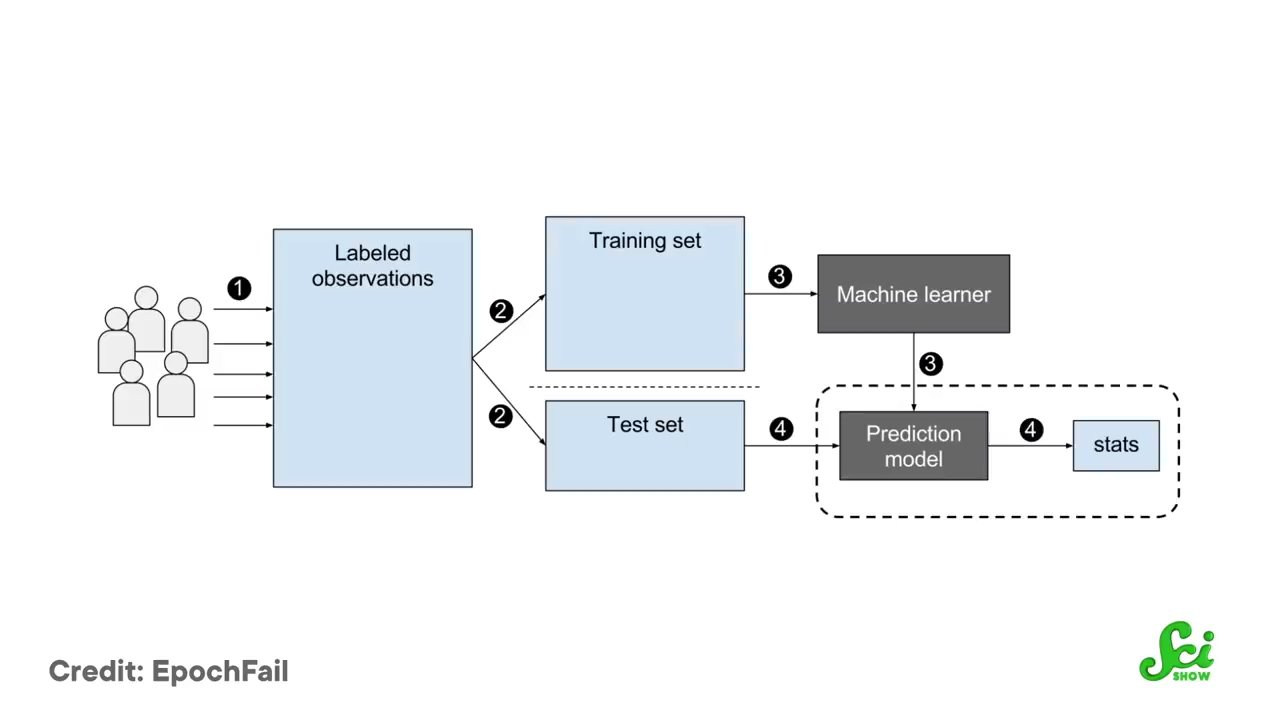 1
Labeled
observations
2
2
Training set
Test set
3
Machine learner
3
4
Prediction
model
4
stats
Credit: EpochFail
Sci
SHOW